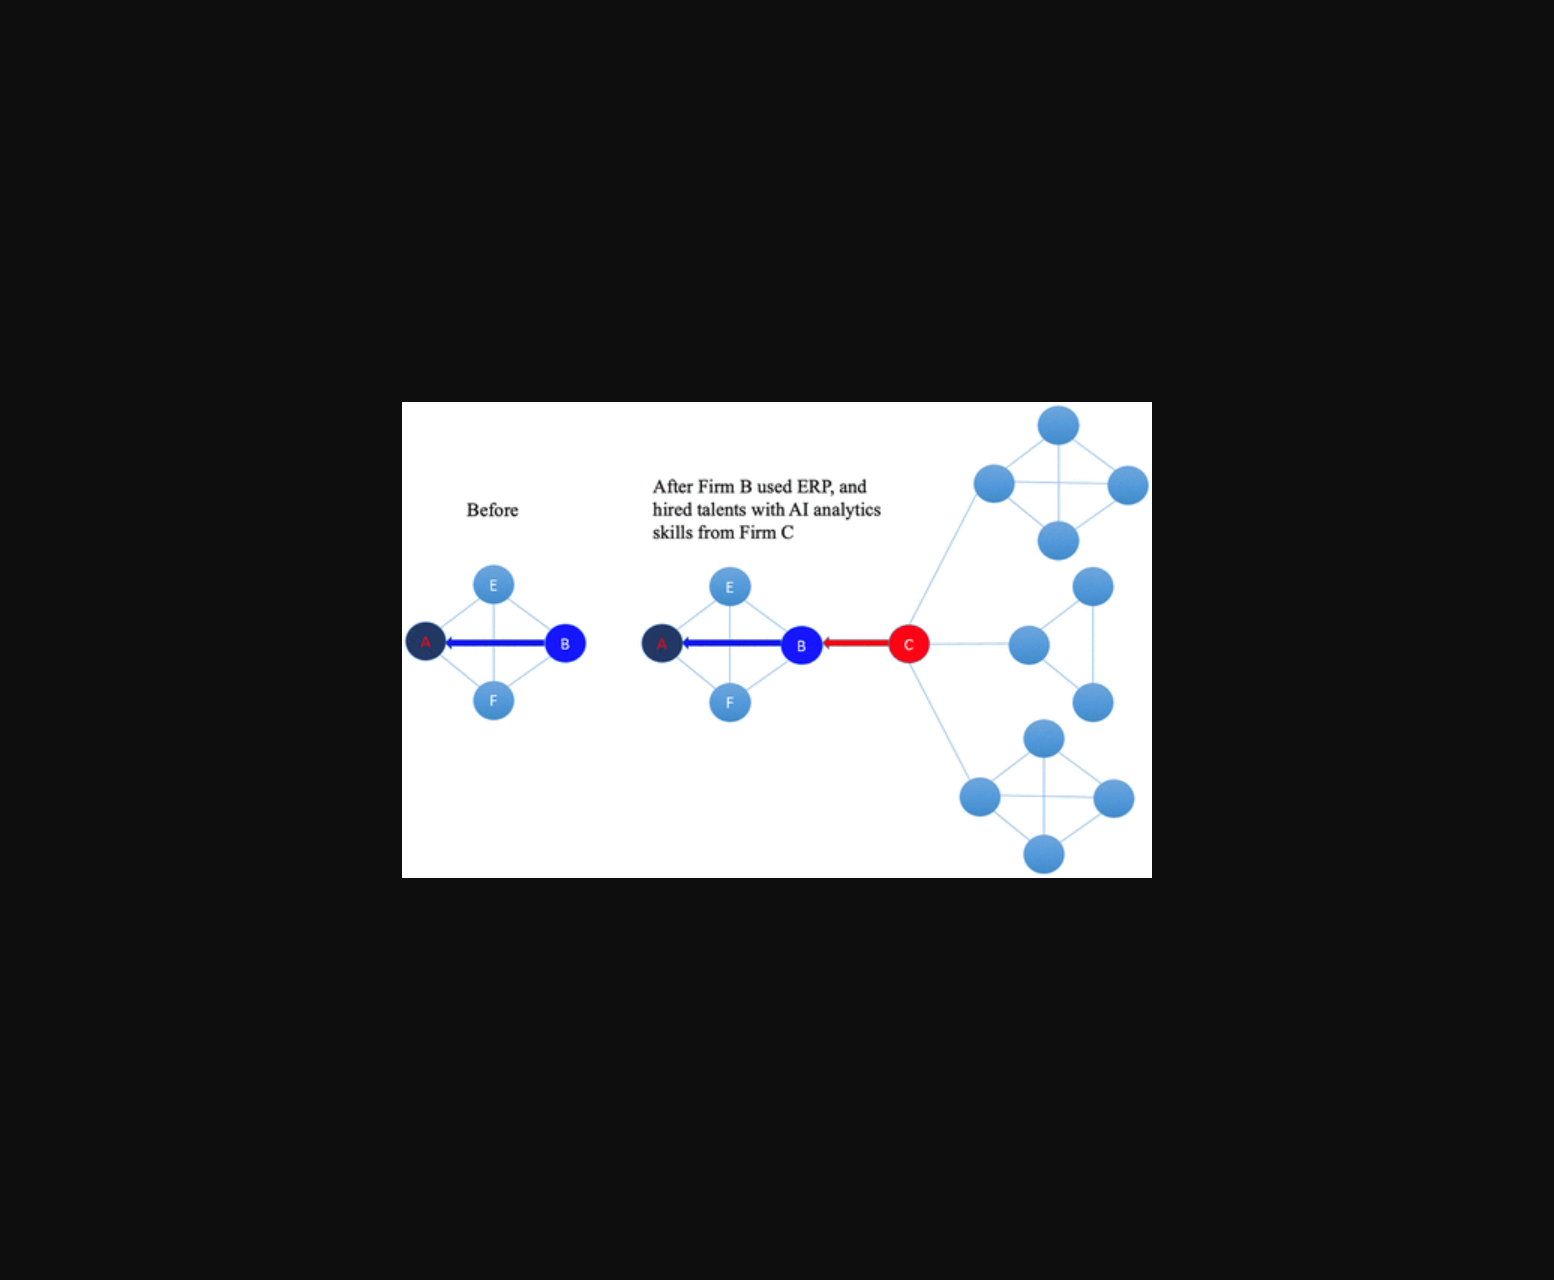 Before
After Firm B used ERP, and
hired talents with AI analytics
skills from Firm C
E
A
B
F
E
A
B
C
F